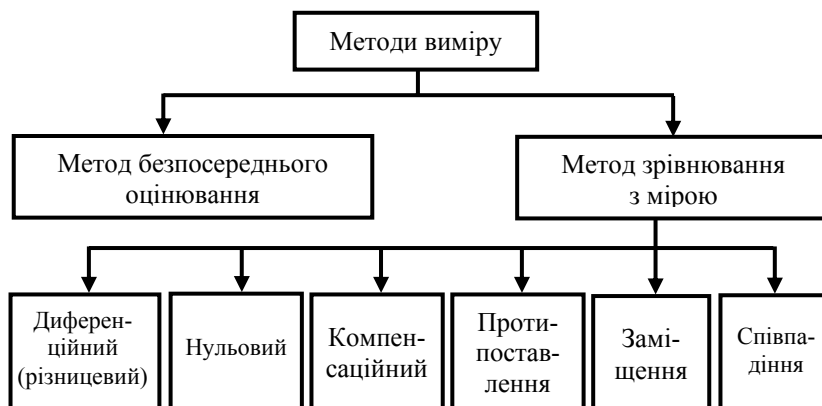 Методи виміру
Метод безпосереднього
оцінювання
Метод зрівнювання
з мірою
Диферен-
ційний
(різницевий)
Нульовий
Компен-
саційний
Проти-
постав-
лення
Замі-
щення
Співпа-
діння